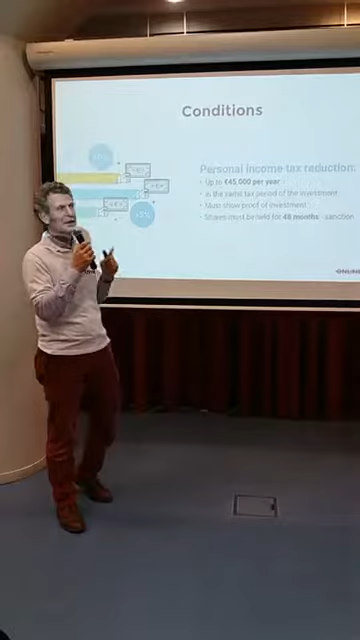 Conditions
Personal income tax reduction:
Up to €45,000 per year
in the same tax period of the investment
Must show proof of investment
Shares must be held for 48 months - sanction